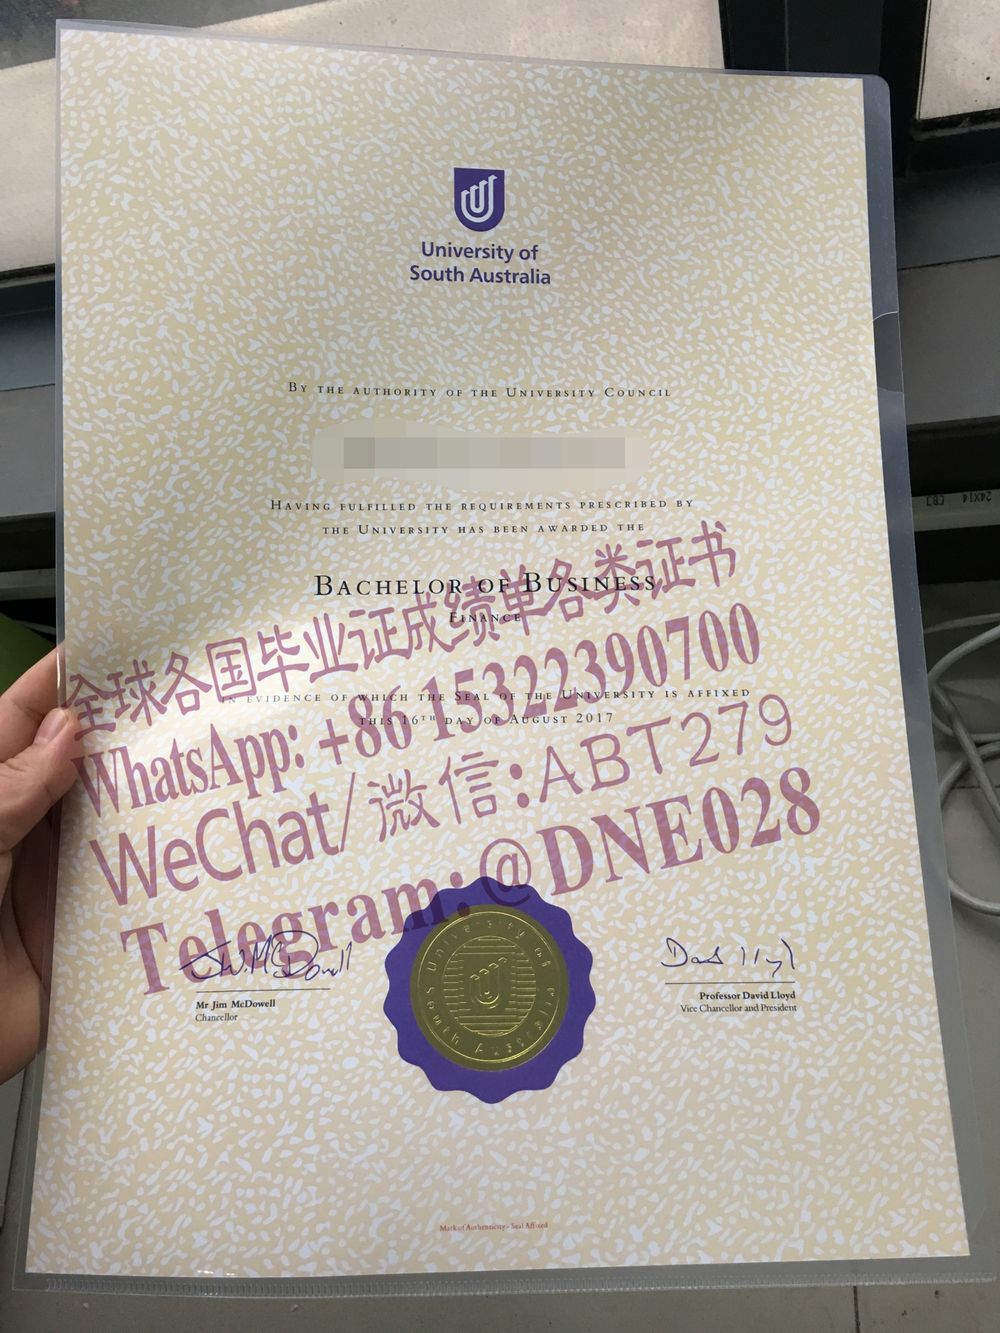 University of
South Australia
BY THE AUTHORITY OF THE UNIVERSITY COUNCIL
HAVING FULFILLED THE REQUIREMENTS PRESCRIBED BY
THE UNIVERSITY HAS BEEN AWARDED THE
BACHELOR OF BUSINESS
FINANCE
全球各国毕业证成绩单各类证书
IN EVIDENCE OF WHICH THE SEAL OF THE UNIVERSITY IS AFFIXED
THIS 16TH DAY OF AUGUST 2017
WhatsApp: +86 15322390700
WeChat/微信:ABT279
Telegram:@DNE028
University of South Australia
Mr Jim McDowell
Chancellor
Professor David Lloyd
Vice Chancellor and President
Mark of Authenticity - Seal Affixed
24X14 CB3